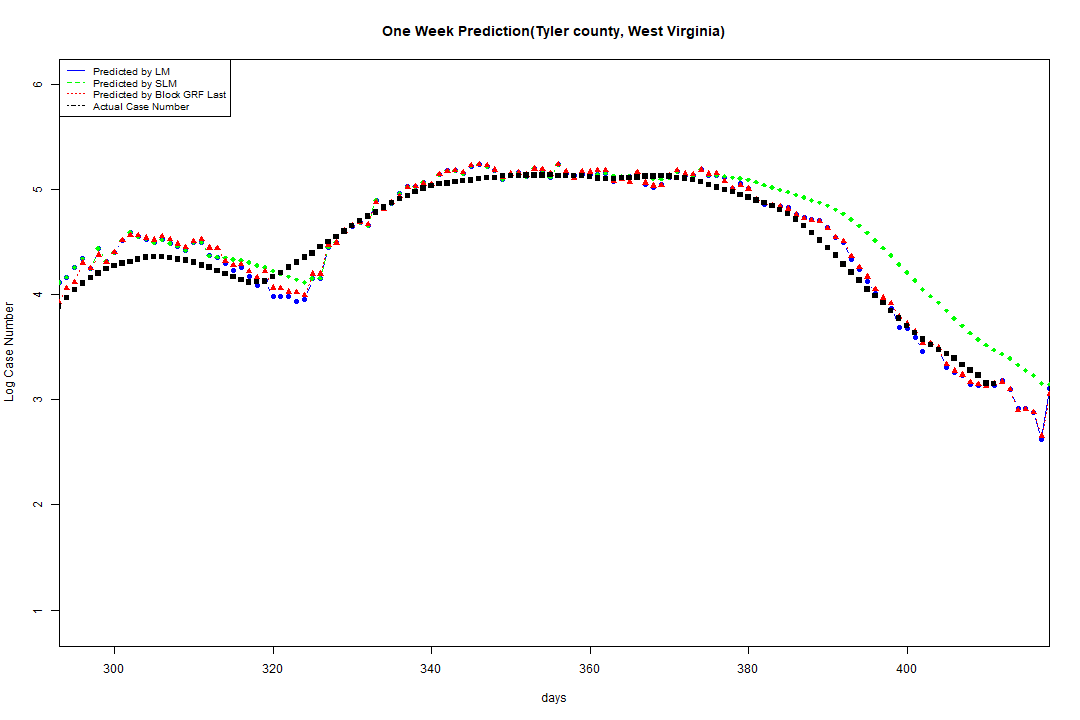 One Week Prediction(Tyler county, West Virginia)
Predicted by LM
Predicted by SLM
Predicted by Block GRF Last
Actual Case Number
6
5
4
3
2
1
Log Case Number
300 320 340 360 380 400
days